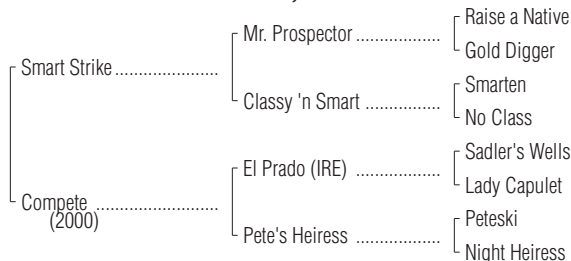 Raise a Native
Mr. Prospector ..................
Gold Digger
Smart Strike ......................
Smarten
Classy 'n Smart ................
No Class
Sadler's Wells
El Prado (IRE) ..................
Lady Capulet
Compete ..........................
(2000)
Peteski
Pete's Heiress ....................
Night Heiress